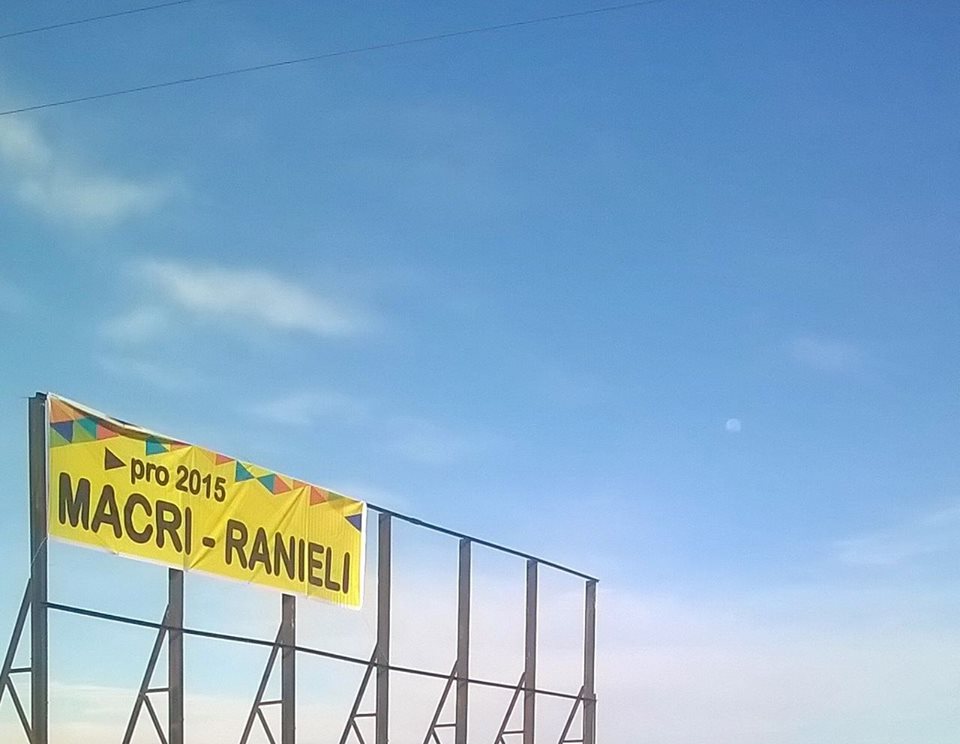 pro 2015
MACRI - RANIELI